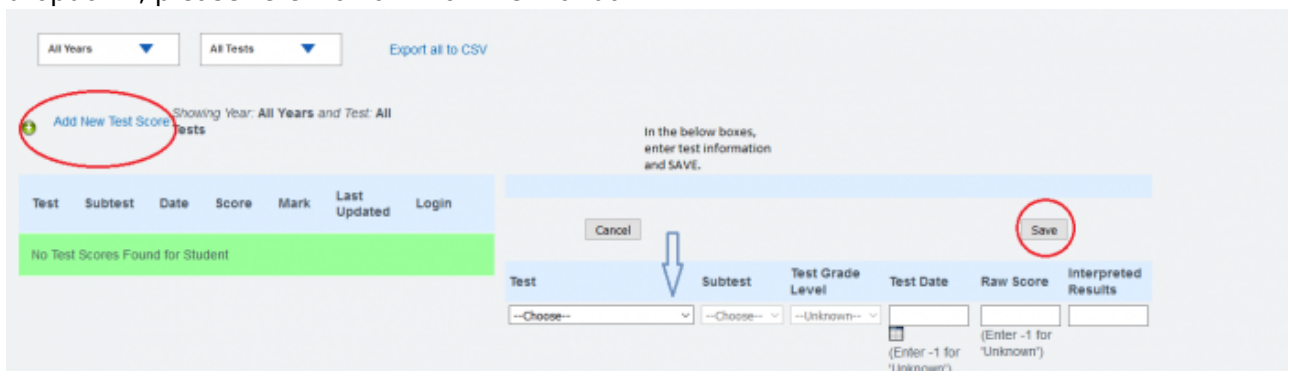 All Years
All Tests
Export all to CSV
Add New Test Score
Showing Year: All Years and Test: All
Tests
In the below boxes,
enter test information
and SAVE.
Test Subtest Date Score Mark Last Updated Login
No Test Scores Found for Student
Cancel
Save
Test Subtest Test Grade Level Test Date Raw Score Interpreted Results
--Choose-- --Choose-- --Unknown--
(Enter -1 for
'Unknown')
(Enter -1 for
'Unknown')